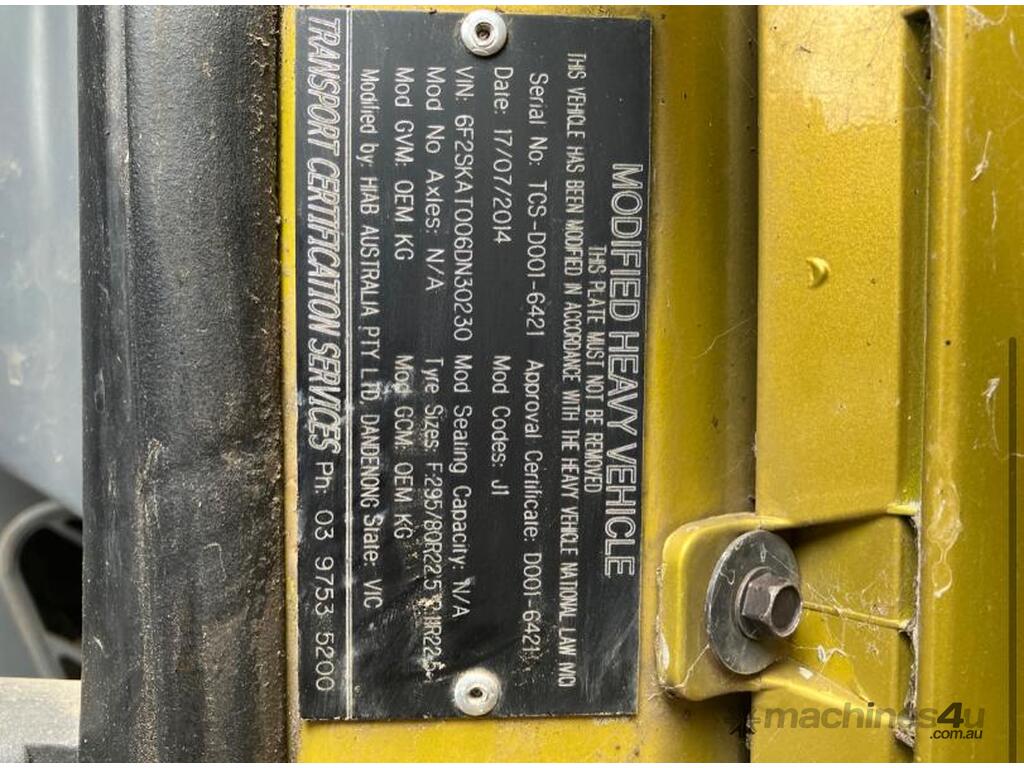 MODIFIED HEAVY VEHICLE
THIS PLATE MUST NOT BE REMOVED
THIS VEHICLE HAS BEEN MODIFIED IN ACCORDANCE WITH THE HEAVY VEHICLE NATIONAL LAW (MC)
Serial No: TCS-D001-6421 Approval Certificate: D001-6421
Date: 17/07/2014 Mod Codes: J1
VIN: 6F2SKAT006DN30230 Mod Seating Capacity: N/A
Mod No Axles: N/A Tyre Sizes: F:295/80R22.5 R:11R22.5
Mod GVM: OEM KG Mod GCM: OEM KG
Modified by: HIAB AUSTRALIA PTY LTD, DANDENONG State: VIC
TRANSPORT CERTIFICATION SERVICES Ph: 03 9753 5200
machines4u
.com.au